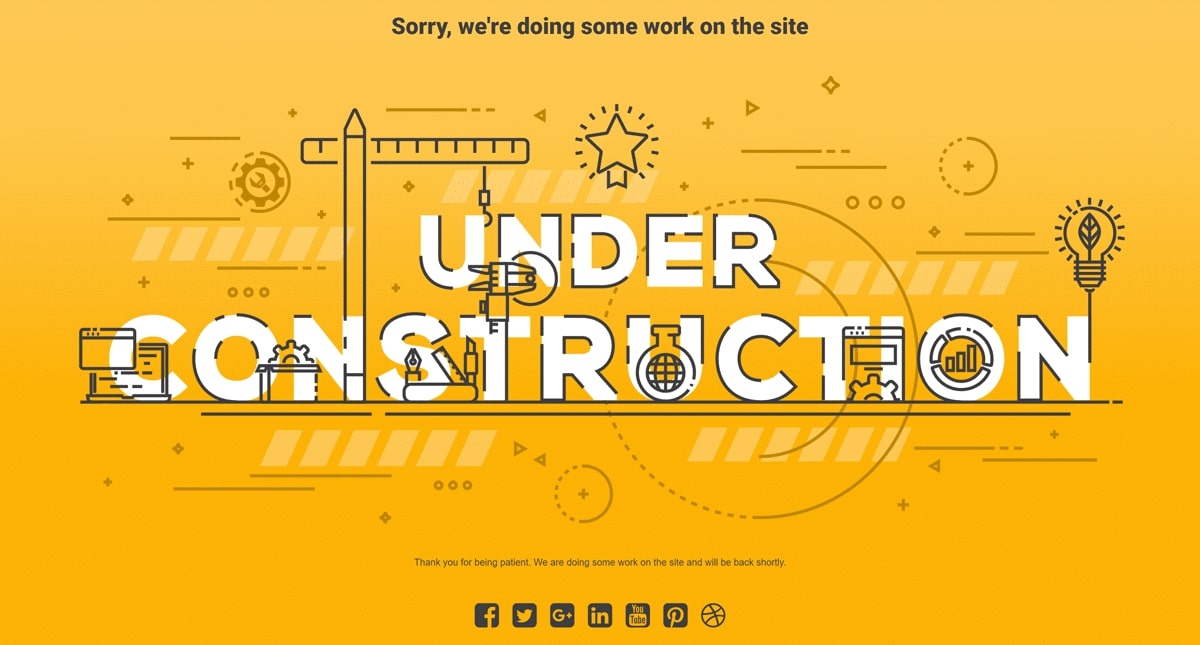 Sorry, we're doing some work on the site
UNDER
CONSTRUCTION
Thank you for being patient. We are doing some work on the site and will be back shortly.
You
Tube